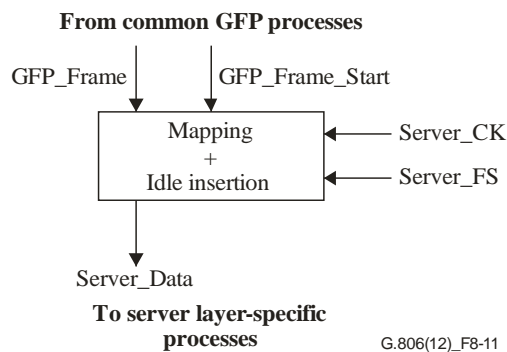 From common GFP processes
GFP_Frame
GFP_Frame_Start
Mapping
+
Idle insertion
Server_CK
Server_FS
Server_Data
To server layer-specific
processes
G.806(12)_F8-11